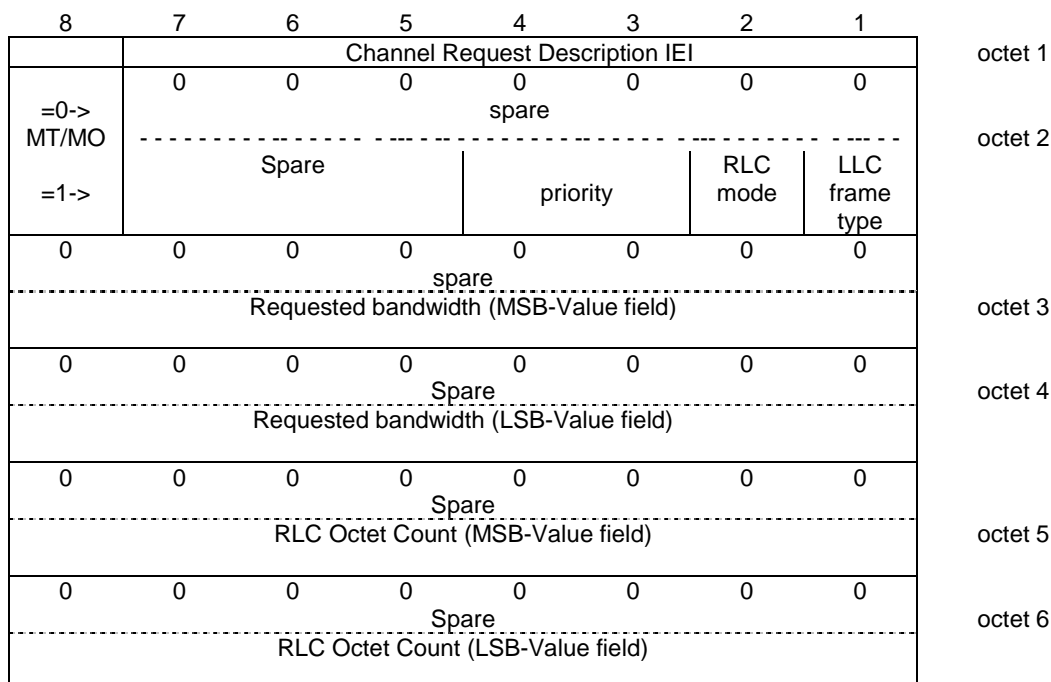 8 7 6 5 4 3 2 1
Channel Request Description IEI octet 1
0 0 0 0 0 0 0
=0-> spare
MT/MO octet 2
Spare RLC LLC
=1-> priority mode frame
type
0 0 0 0 0 0 0 0
spare
Requested bandwidth (MSB-Value field) octet 3
0 0 0 0 0 0 0 0
Spare octet 4
Requested bandwidth (LSB-Value field)
0 0 0 0 0 0 0 0
Spare
RLC Octet Count (MSB-Value field) octet 5
0 0 0 0 0 0 0 0
Spare octet 6
RLC Octet Count (LSB-Value field)